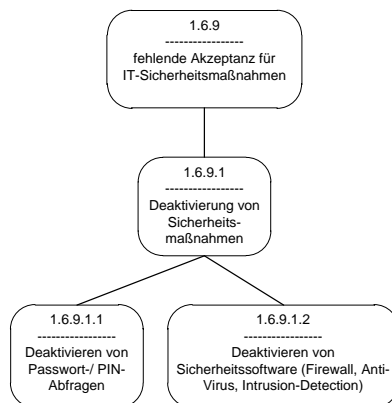 1.6.9
------------------
fehlende Akzeptanz für
IT-Sicherheitsmaßnahmen
1.6.9.1
------------------
Deaktivierung von
Sicherheits-
maßnahmen
1.6.9.1.1
------------------
Deaktivieren von
Passwort-/ PIN-
Abfragen
1.6.9.1.2
------------------
Deaktivieren von
Sicherheitssoftware (Firewall, Anti-
Virus, Intrusion-Detection)